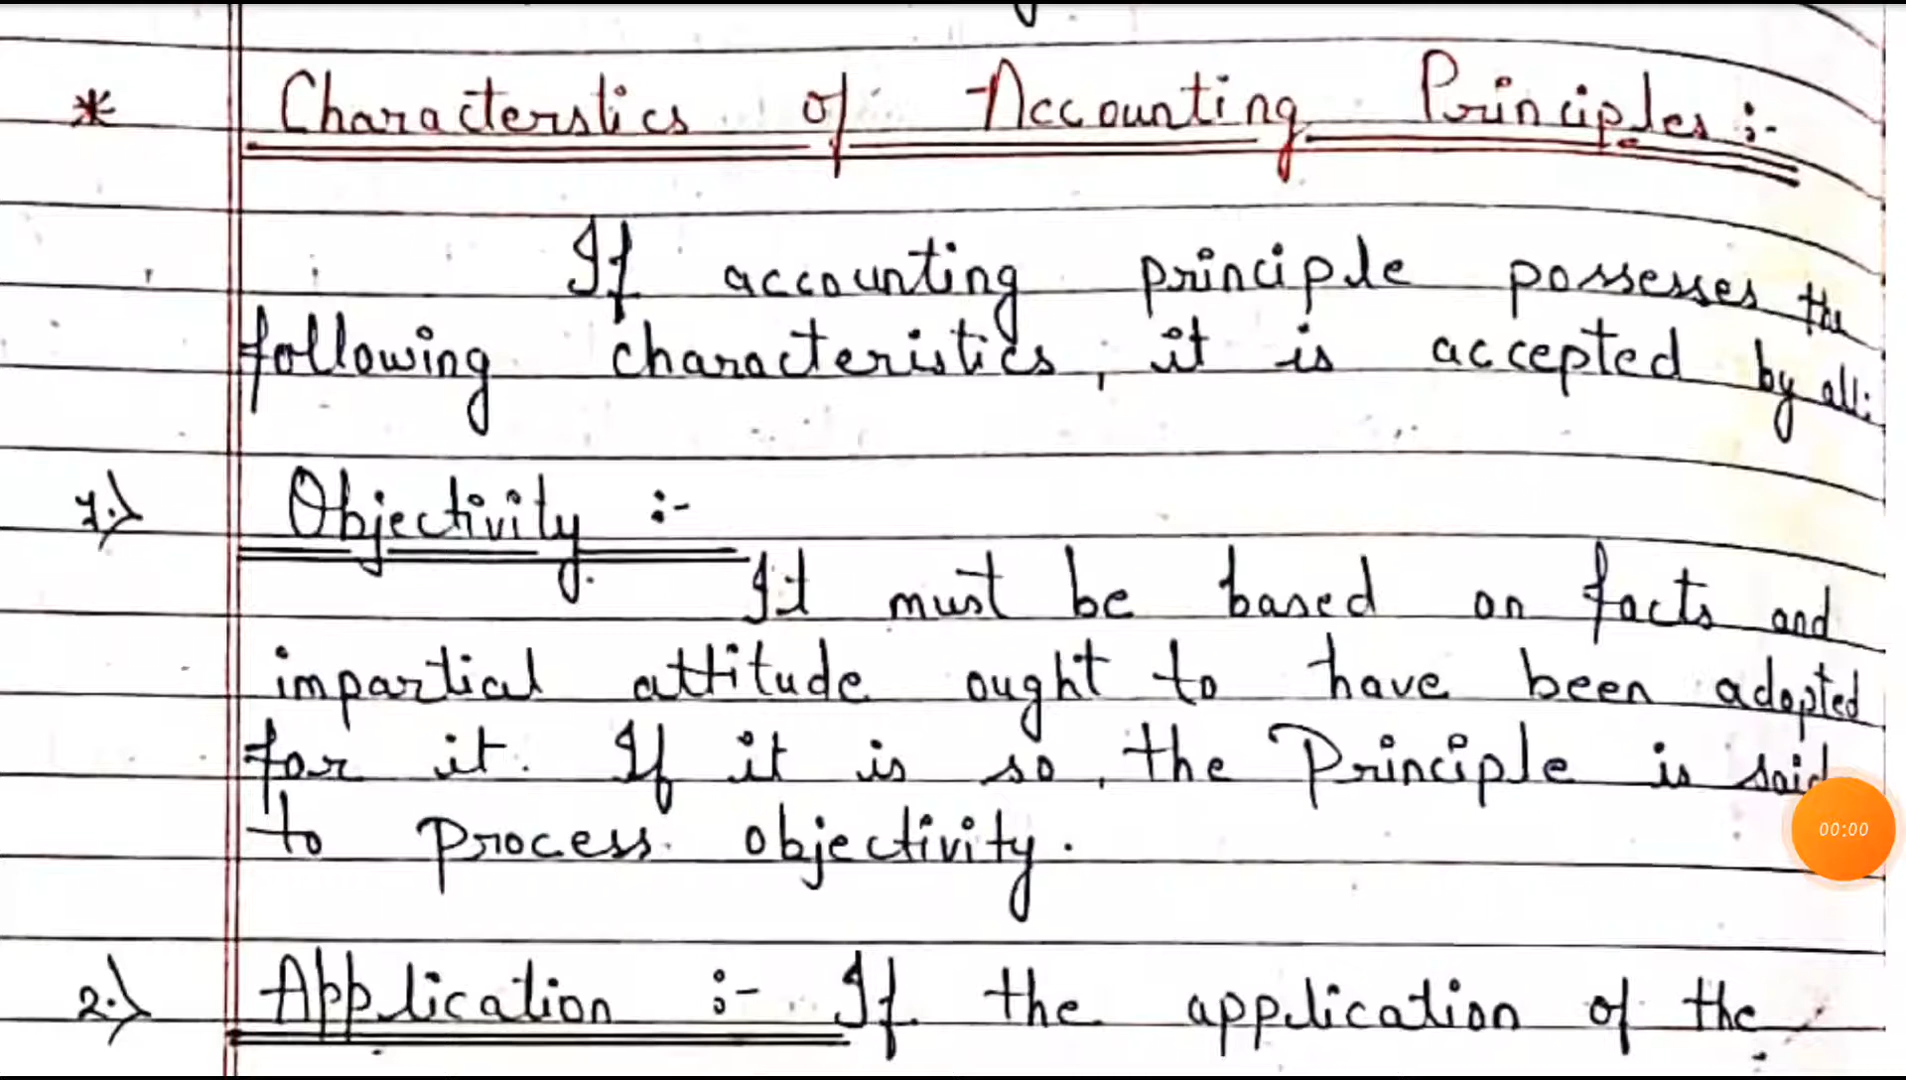 * Characterstics of Accounting Principles :-
If accounting principle possesses the
following characteristics, it is accepted by all:
1.) Objectivity :-
It must be based on facts and
impartial attitude ought to have been adopted
for it. If it is so, the Principle is said
to process objectivity.
00:00
2.) Application :- If the application of the